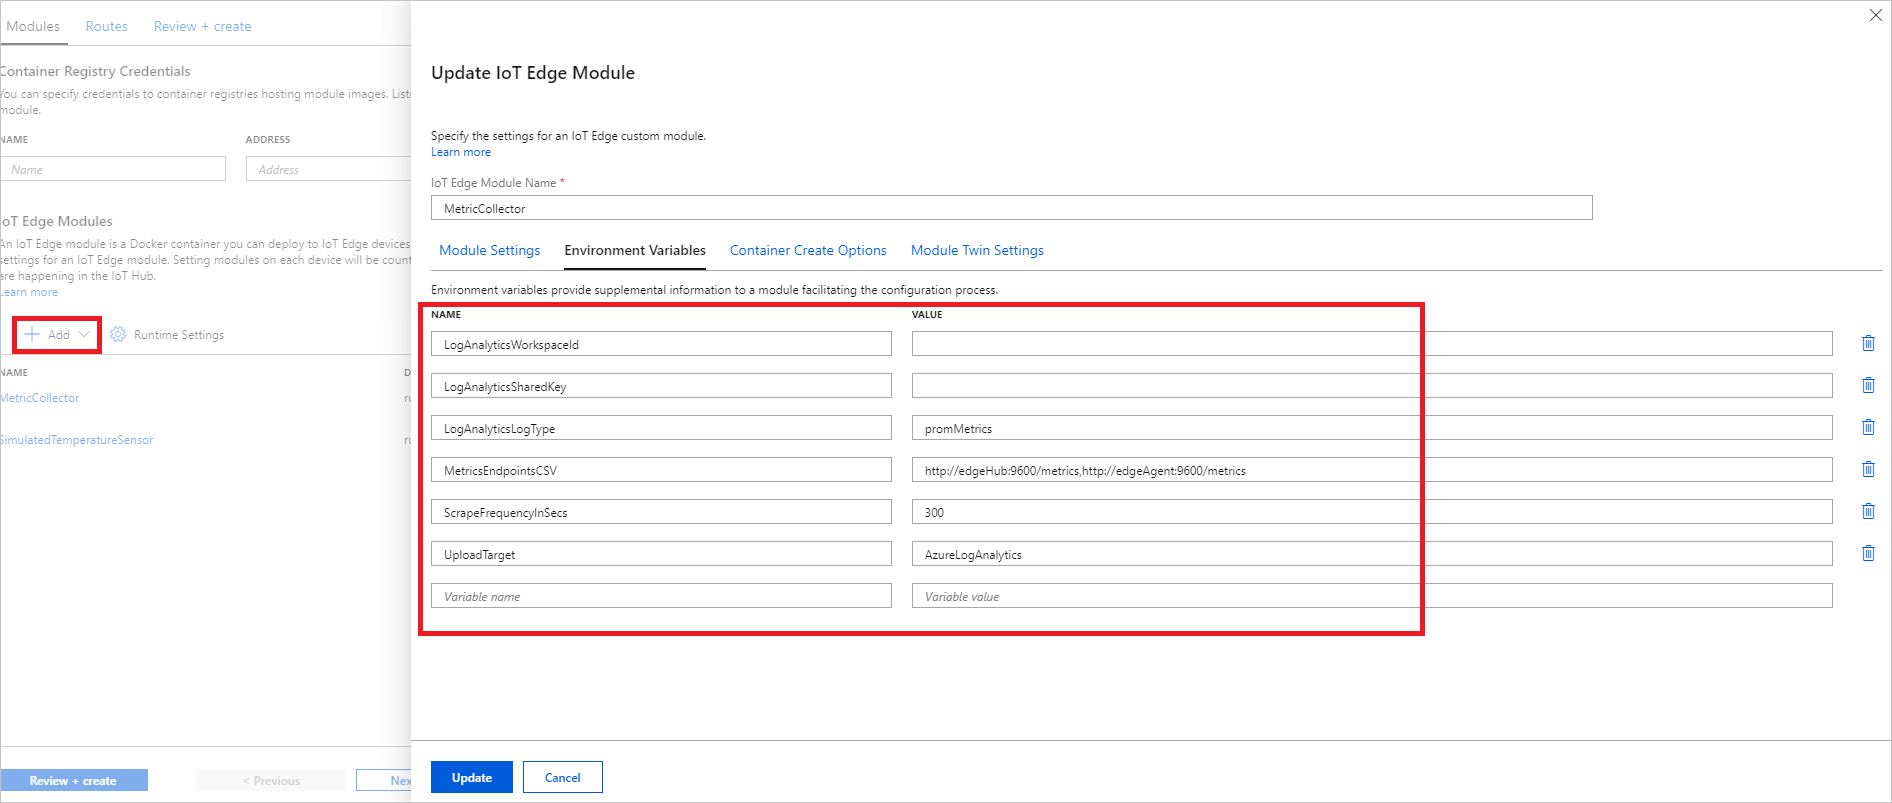 Modules
Routes
Review + create
Container Registry Credentials
You can specify credentials to container registries hosting module images. List
module.
NAME
ADDRESS
Name
Address
IoT Edge Modules
An IoT Edge module is a Docker container you can deploy to IoT Edge devices
settings for an IoT Edge module. Setting modules on each device will be count
are happening in the IoT Hub.
Learn more
Add
Runtime Settings
NAME
D
MetricCollector
ru
SimulatedTemperatureSensor
ru
Review + create
< Previous
Nex
Update IoT Edge Module
Specify the settings for an IoT Edge custom module.
Learn more
IoT Edge Module Name *
MetricCollector
Module Settings
Environment Variables
Container Create Options
Module Twin Settings
Environment variables provide supplemental information to a module facilitating the configuration process.
NAME
VALUE
LogAnalyticsWorkspaceId
LogAnalyticsSharedKey
LogAnalyticsLogType
promMetrics
MetricsEndpointsCSV
http://edgeHub:9600/metrics,http://edgeAgent:9600/metrics
ScrapeFrequencyInSecs
300
UploadTarget
AzureLogAnalytics
Variable name
Variable value
Update
Cancel